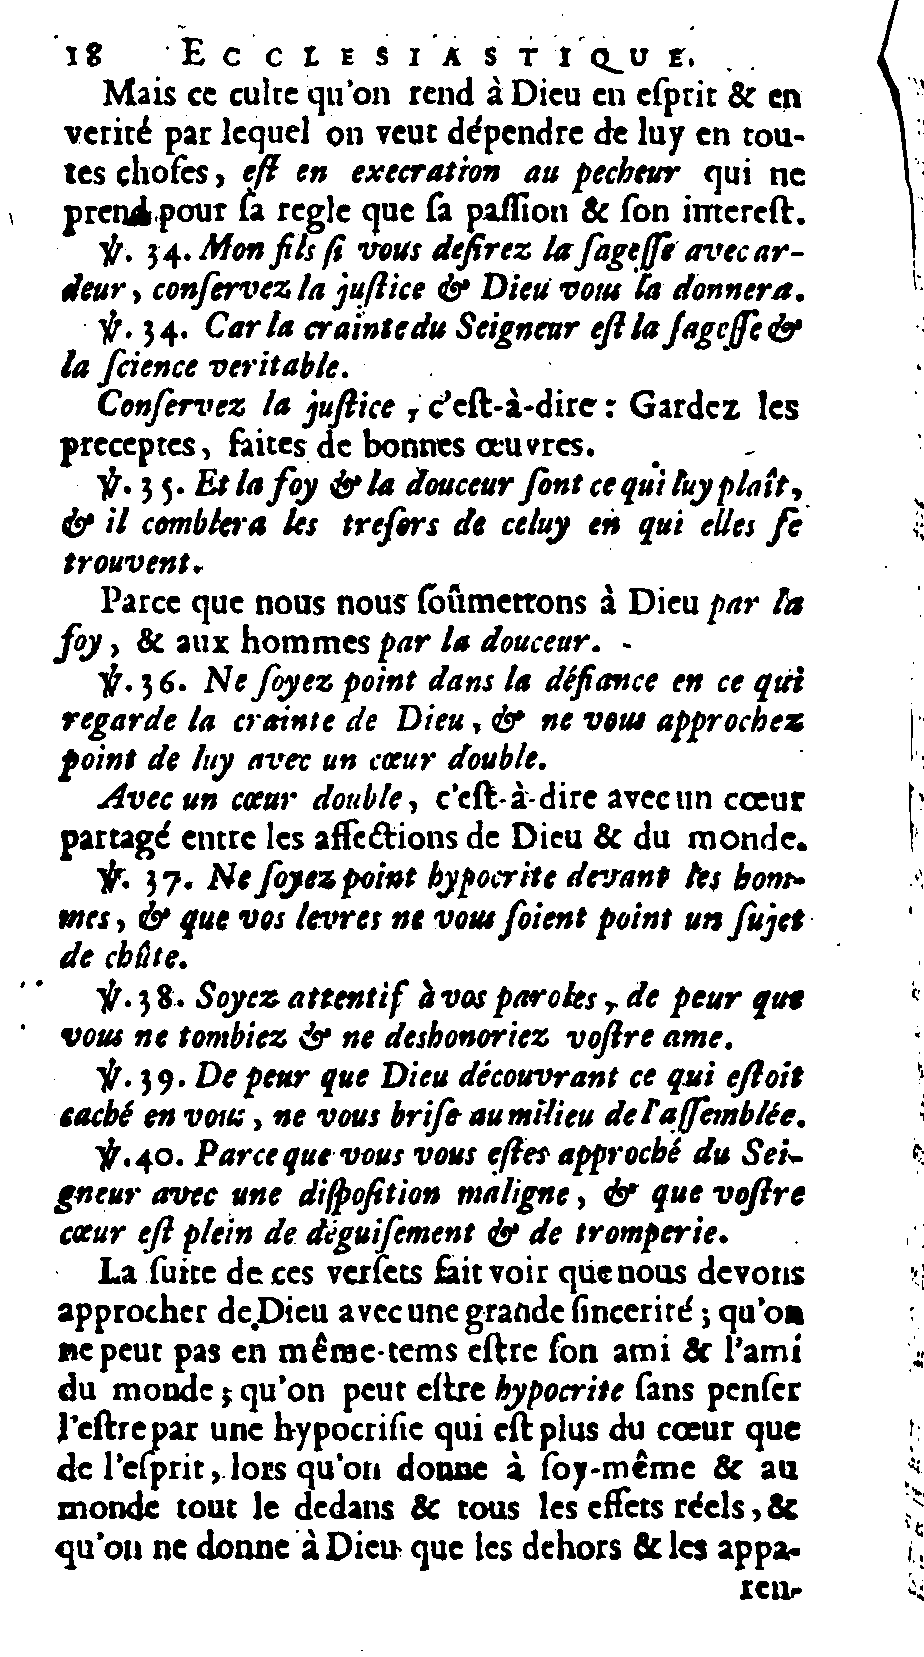 18 ECCLESIASTIQUE.
Mais ce culte qu'on rend à Dieu en eſprit & en
verité par lequel on veut dépendre de luy en tou-
tes choſes, eſt en execration au pecheur qui ne
prend pour ſa regle que ſa paſſion & ſon intereſt.
℣. 34. Mon fils ſi vous deſirez la ſageſſe avec ar-
deur, conſervez la juſtice & Dieu vous la donnera.
℣. 34. Car la crainte du Seigneur eſt la ſageſſe &
la ſcience veritable.
Conſervez la juſtice, c'eſt-à-dire: Gardez les
preceptes, faites de bonnes œuvres.
℣. 35. Et la foy & la douceur ſont ce qui luy plaît,
& il comblera les treſors de celuy en qui elles ſe
trouvent.
Parce que nous nous ſoûmettons à Dieu par la
foy, & aux hommes par la douceur.
℣. 36. Ne ſoyez point dans la défiance en ce qui
regarde la crainte de Dieu, & ne vous approchez
point de luy avec un cœur double.
Avec un cœur double, c'eſt-à-dire avec un cœur
partagé entre les affections de Dieu & du monde.
℣. 37. Ne ſoyez point hypocrite devant les hom-
mes, & que vos levres ne vous ſoient point un ſujet
de chûte.
℣. 38. Soyez attentif à vos paroles, de peur que
vous ne tombiez & ne deshonoriez voſtre ame.
℣. 39. De peur que Dieu découvrant ce qui eſtoit
caché en vous, ne vous briſe au milieu de l'aſſemblée.
℣. 40. Parce que vous vous eſtes approché du Sei-
gneur avec une diſpoſition maligne, & que voſtre
cœur eſt plein de déguiſement & de tromperie.
La ſuite de ces verſets fait voir que nous devons
approcher de Dieu avec une grande ſincerité; qu'on
ne peut pas en même-tems eſtre ſon ami & l'ami
du monde; qu'on peut eſtre hypocrite ſans penſer
l'eſtre par une hypocriſie qui eſt plus du cœur que
de l'eſprit, lors qu'on donne à ſoy-même & au
monde tout le dedans & tous les effets réels, &
qu'on ne donne à Dieu que les dehors & les appa-
ren-